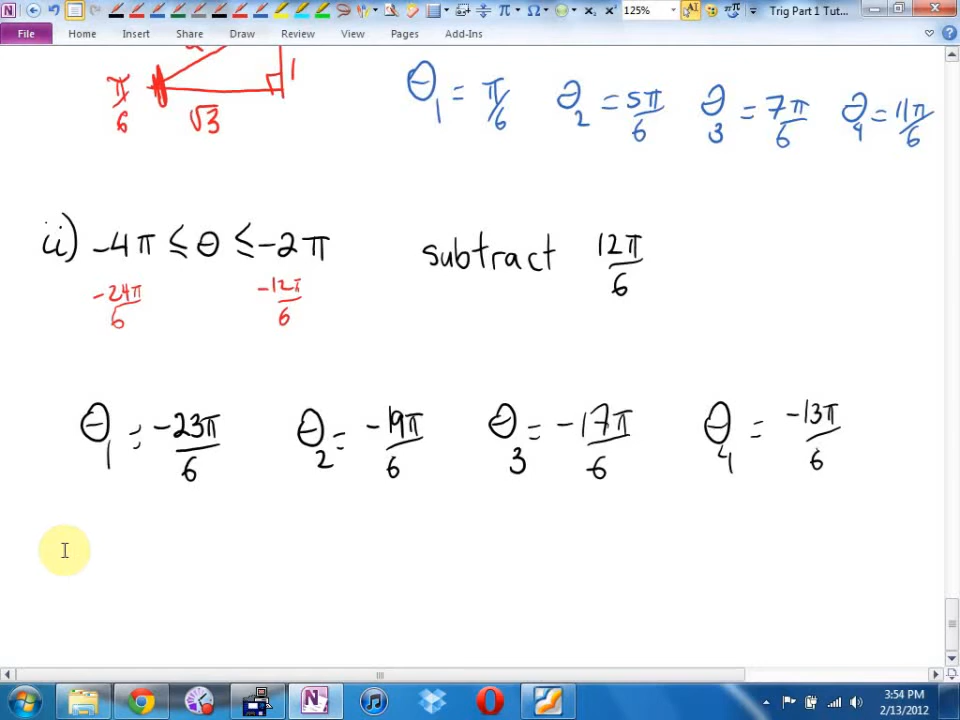 125%
Trig Part 1 Tut...
File Home Insert Share Draw Review View Pages Add-Ins
π/6 √3 1
θ₁ = π/6 θ₂ = 5π/6 θ₃ = 7π/6 θ₄ = 11π/6
ii) -4π ≤ θ ≤ -2π subtract 12π/6
-24π/6 -12π/6
θ₁ = -23π/6 θ₂ = -19π/6 θ₃ = -17π/6 θ₄ = -13π/6
3:54 PM
2/13/2012